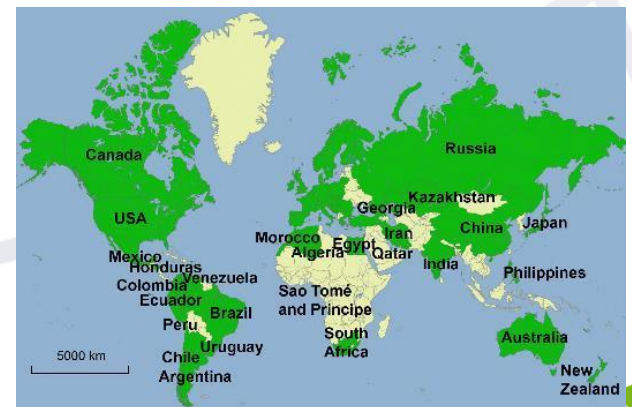 Canada
Russia
USA
Kazakhstan
Georgia
China
Japan
Iran
Morocco
Algeria
Egypt
Qatar
India
Mexico
Honduras
Venezuela
Colombia
Ecuador
Philippines
Sao Tomé
and Principe
Brazil
Peru
South
Africa
Uruguay
Australia
5000 km
Chile
Argentina
New
Zealand